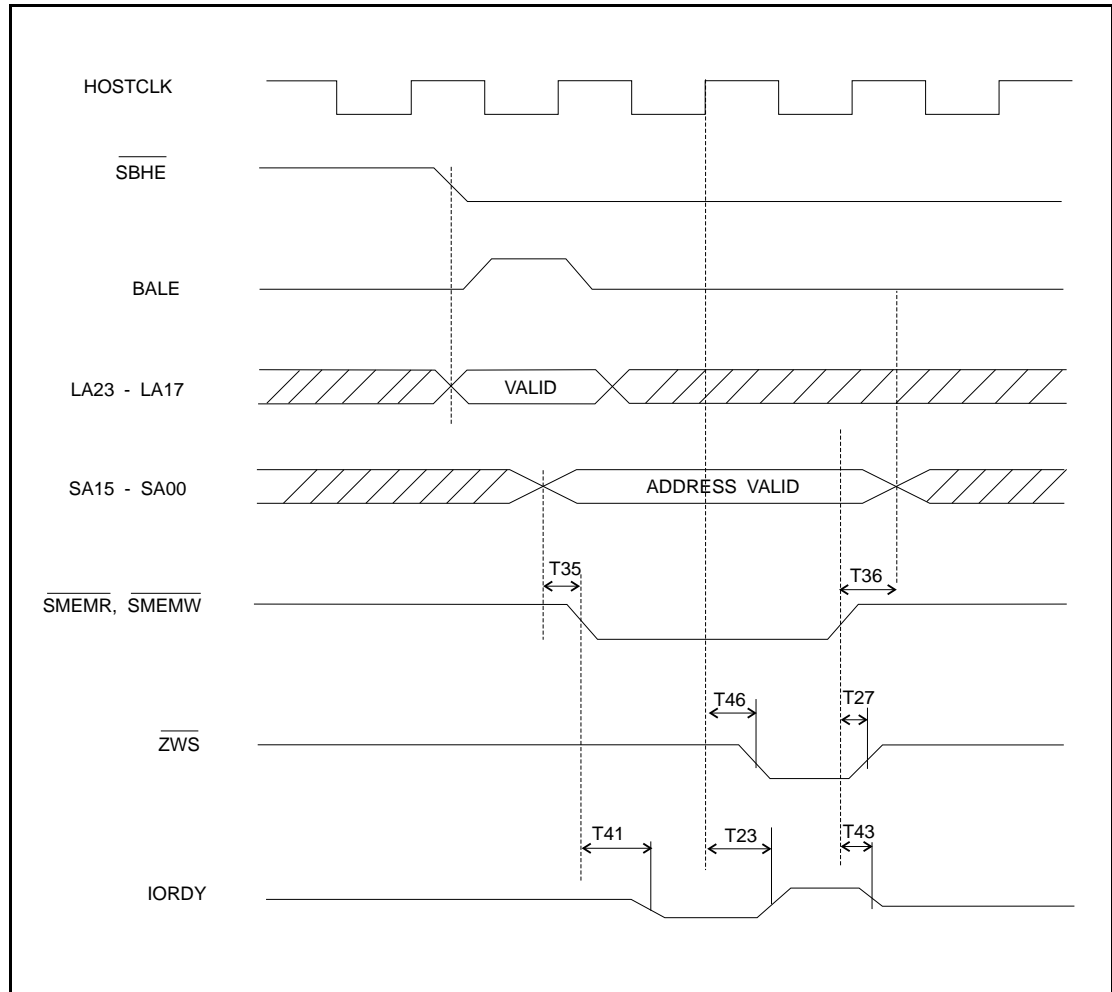 HOSTCLK
SBHE
BALE
LA23 - LA17
VALID
SA15 - SA00
ADDRESS VALID
T35
T36
SMEMR, SMEMW
T46
T27
ZWS
T41
T23
T43
IORDY